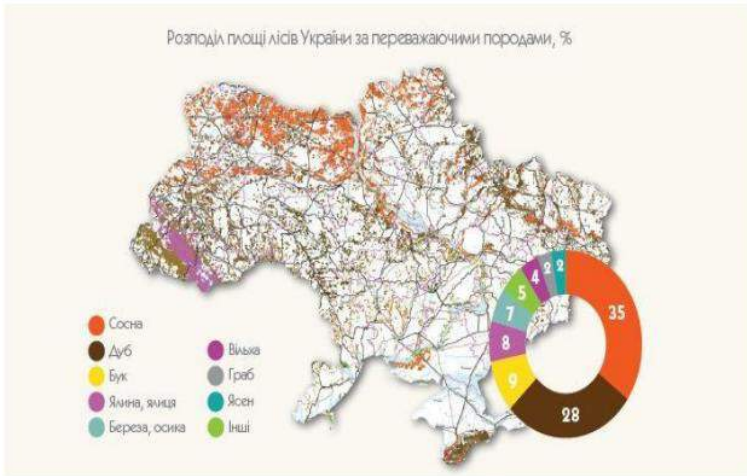 Розподіл площі лісів України за переважаючими породами, %
Сосна
Дуб
Бук
Ялина, ялиця
Береза, осика
Вільха
Граб
Ясен
Інші
35
28
9
8
7
5
4
2
2